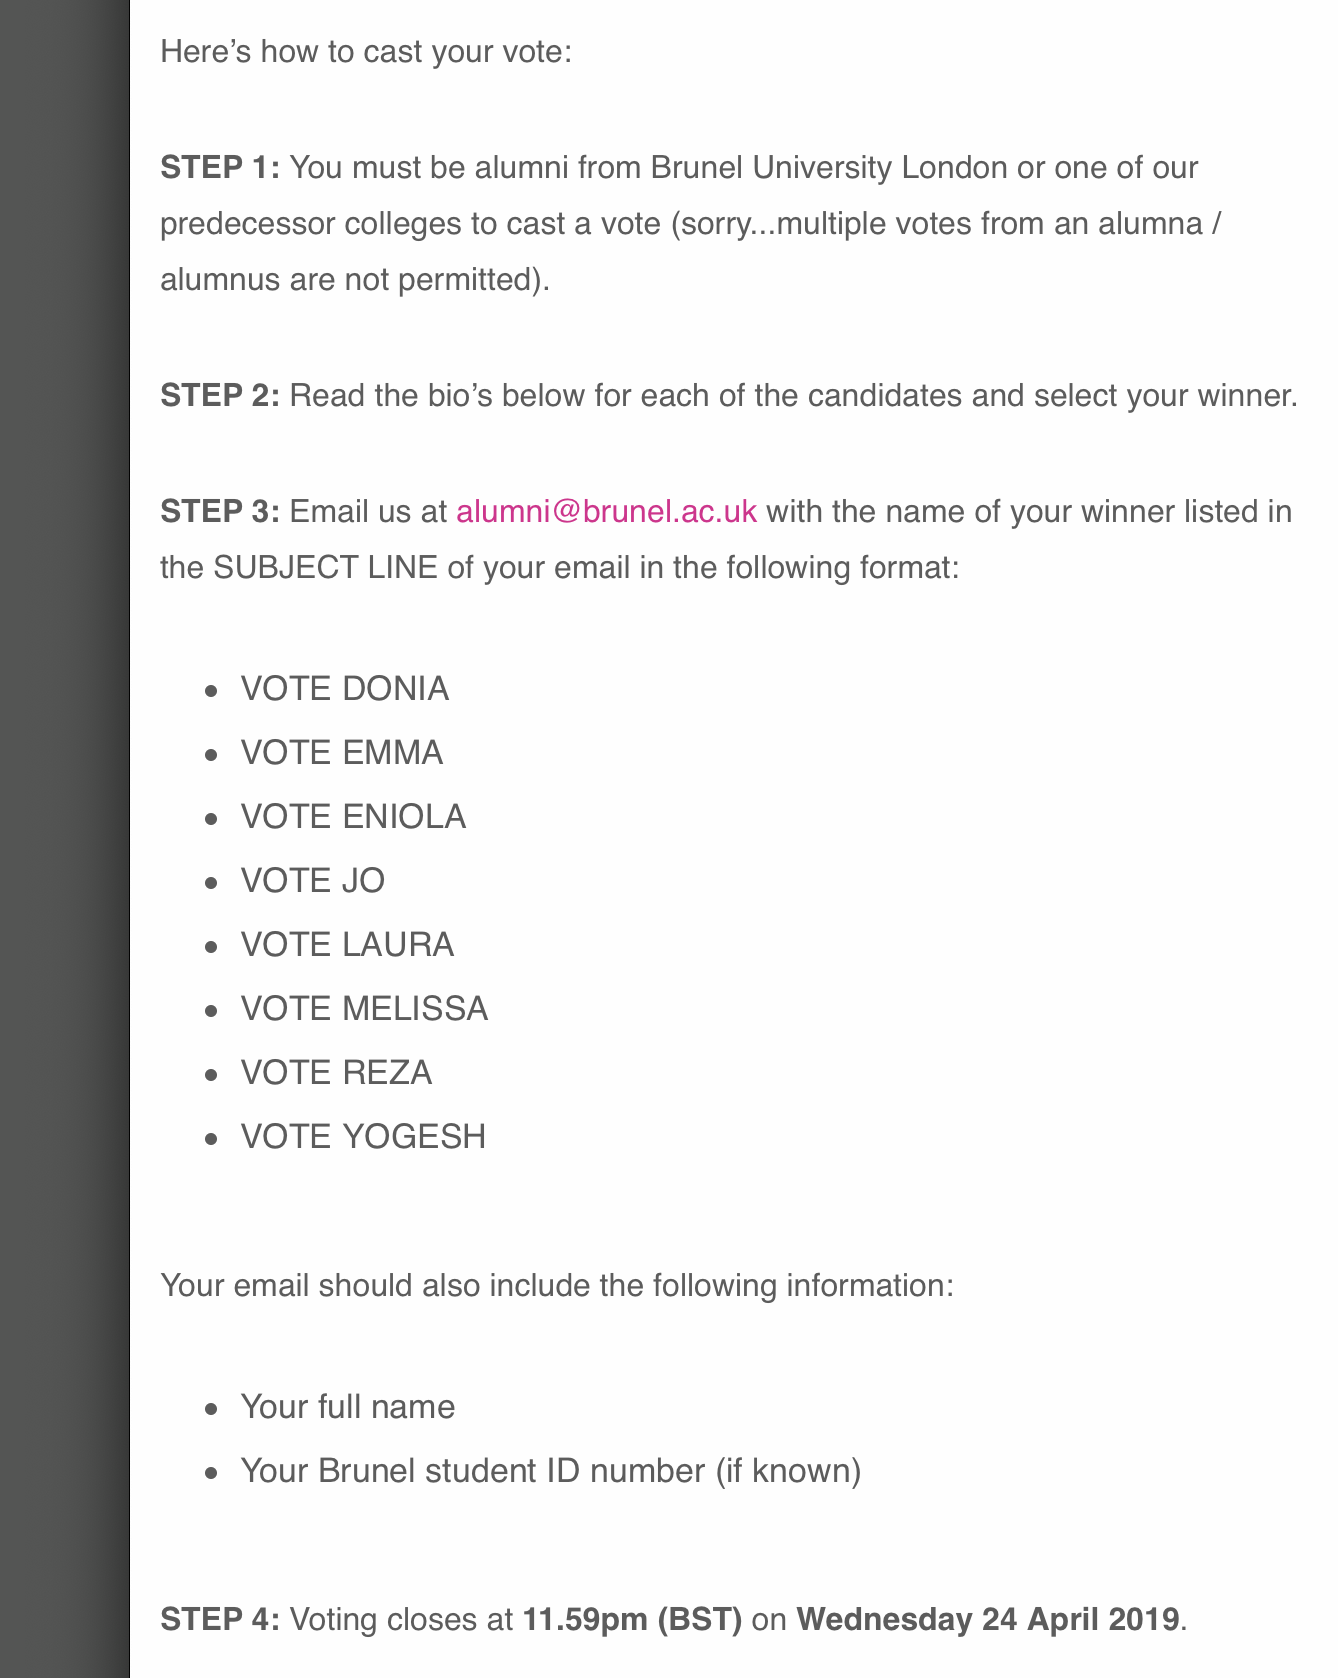 Here’s how to cast your vote:
STEP 1: You must be alumni from Brunel University London or one of our
predecessor colleges to cast a vote (sorry...multiple votes from an alumna /
alumnus are not permitted).
STEP 2: Read the bio’s below for each of the candidates and select your winner.
STEP 3: Email us at alumni@brunel.ac.uk with the name of your winner listed in
the SUBJECT LINE of your email in the following format:
• VOTE DONIA
• VOTE EMMA
• VOTE ENIOLA
• VOTE JO
• VOTE LAURA
• VOTE MELISSA
• VOTE REZA
• VOTE YOGESH
Your email should also include the following information:
• Your full name
• Your Brunel student ID number (if known)
STEP 4: Voting closes at 11.59pm (BST) on Wednesday 24 April 2019.